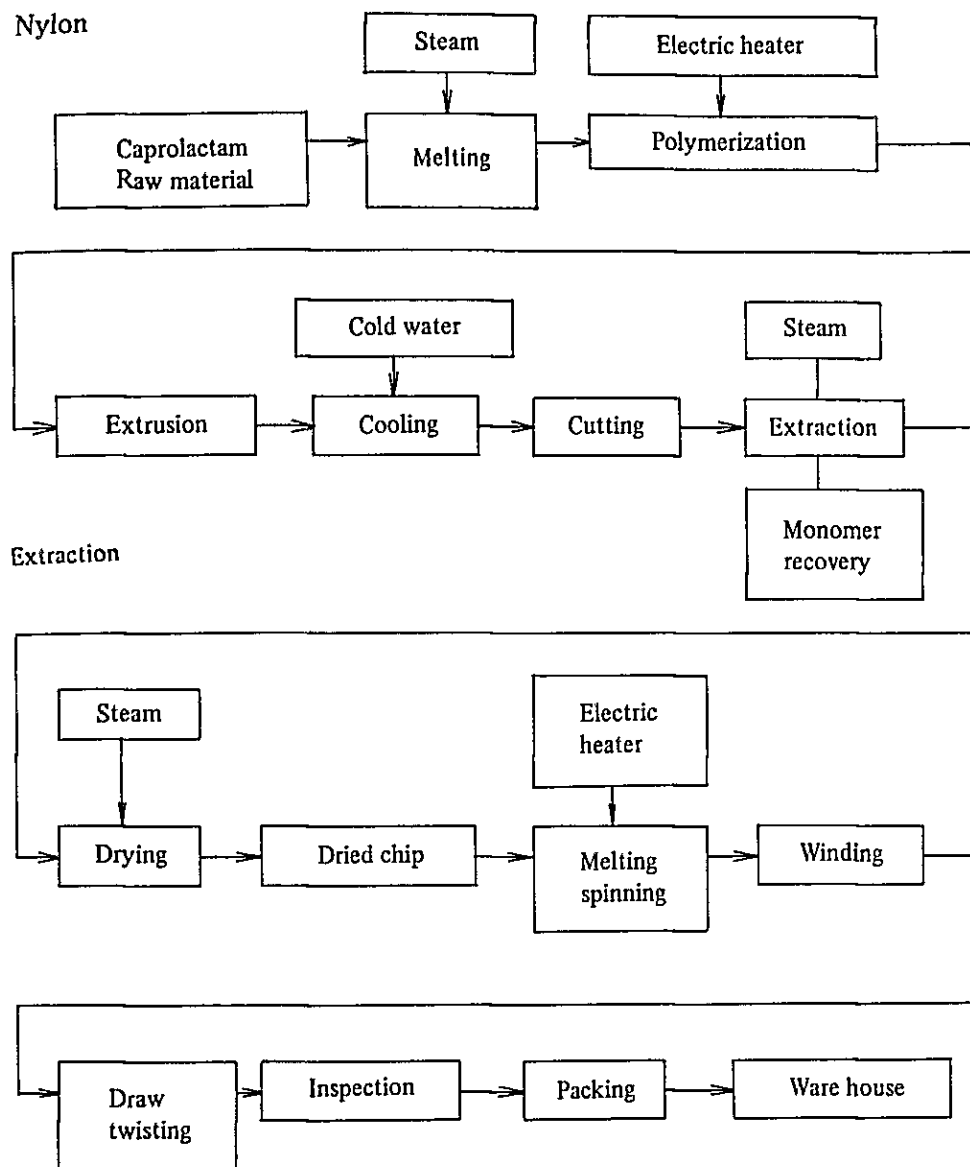 Nylon
Steam
Electric heater
Caprolactam
Raw material
Melting
Polymerization
Cold water
Steam
Extrusion
Cooling
Cutting
Extraction
Monomer
recovery
Extraction
Steam
Electric
heater
Drying
Dried chip
Melting
spinning
Winding
Draw
twisting
Inspection
Packing
Ware house